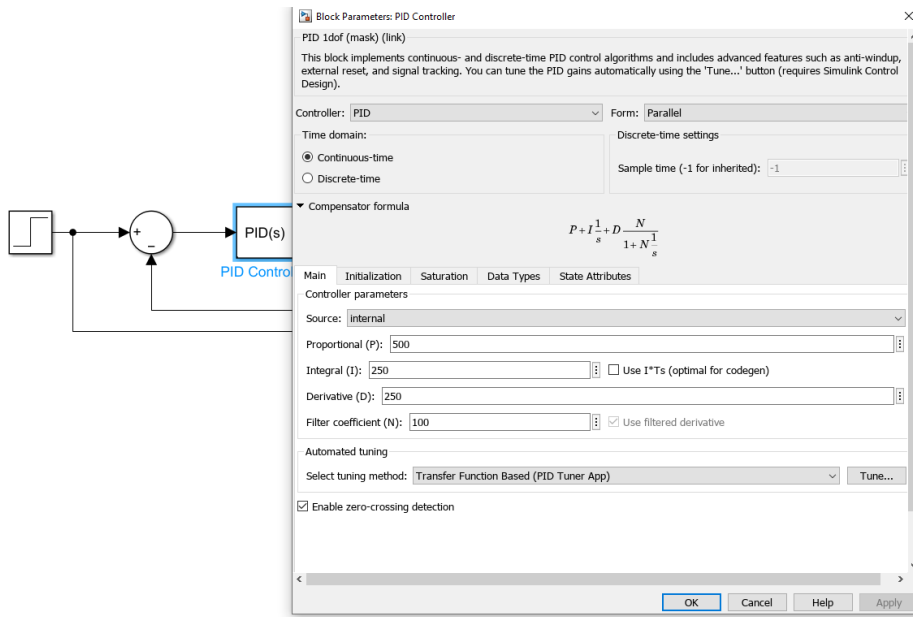 Block Parameters: PID Controller
PID 1dof (mask) (link)
This block implements continuous- and discrete-time PID control algorithms and includes advanced features such as anti-windup,
external reset, and signal tracking. You can tune the PID gains automatically using the 'Tune...' button (requires Simulink Control
Design).
Controller: PID Form: Parallel
Time domain: Discrete-time settings
Continuous-time
Sample time (-1 for inherited): -1
Discrete-time
Compensator formula
P+I 1/s +D N/(1+N 1/s)
+
−
PID(s)
PID Contro
Main Initialization Saturation Data Types State Attributes
Controller parameters
Source: internal
Proportional (P): 500
Integral (I): 250 Use I*Ts (optimal for codegen)
Derivative (D): 250
Filter coefficient (N): 100 Use filtered derivative
Automated tuning
Select tuning method: Transfer Function Based (PID Tuner App) Tune...
Enable zero-crossing detection
OK Cancel Help Apply